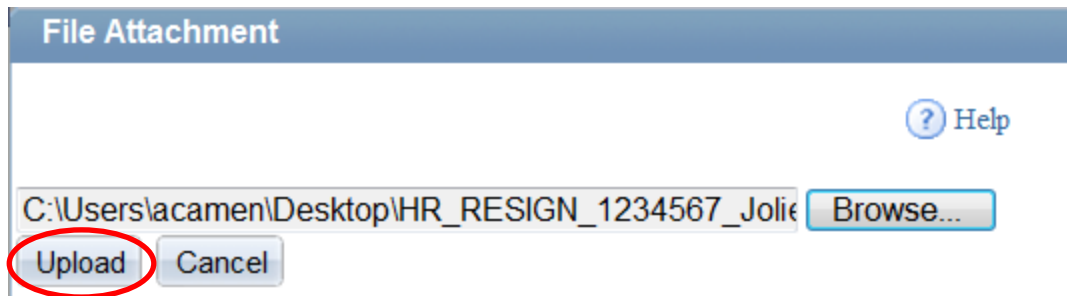 File Attachment
? Help
C:\Users\acamen\Desktop\HR_RESIGN_1234567_Jolie Browse...
Upload Cancel